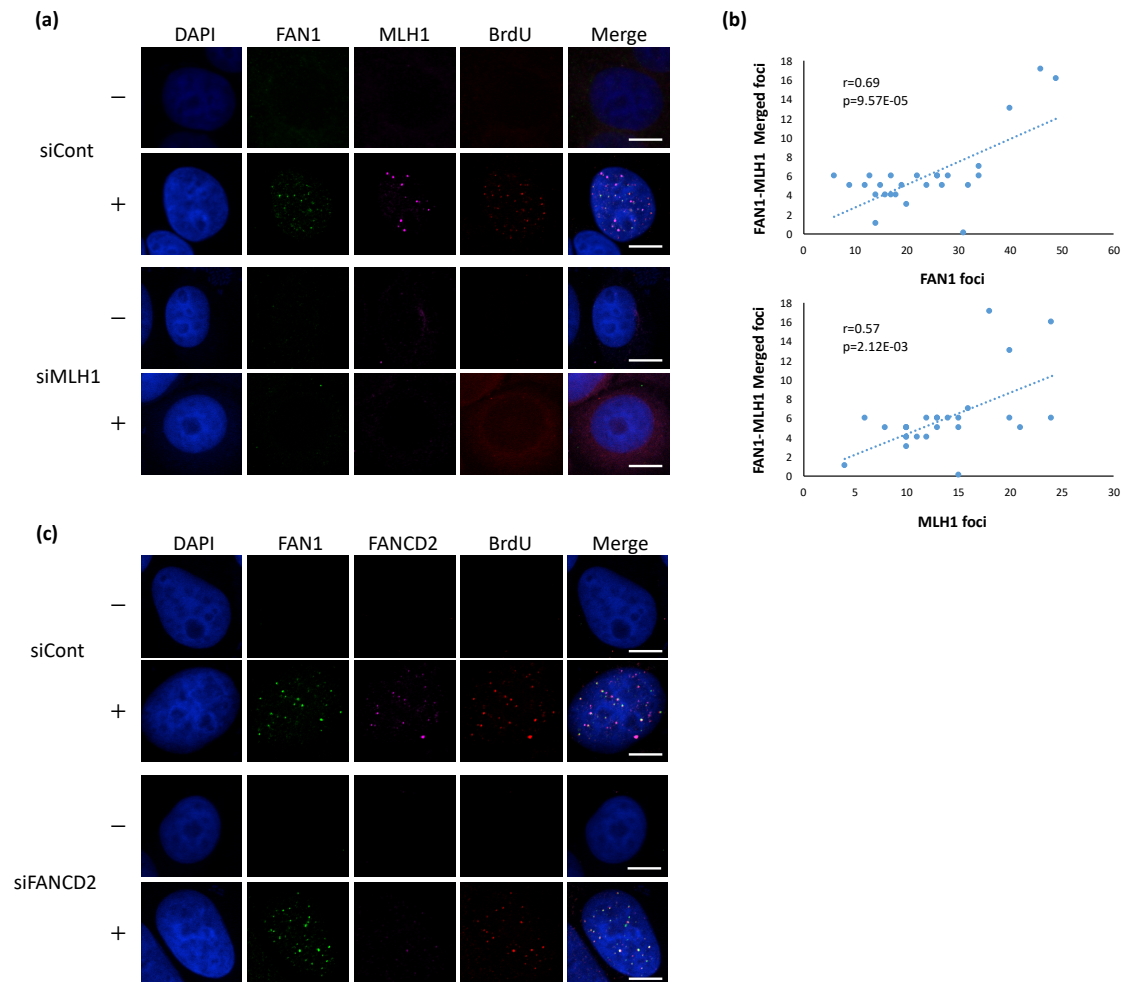 (a)
DAPI FAN1 MLH1 BrdU Merge
−
siCont
+
−
siMLH1
+
(b)
FAN1-MLH1 Merged foci
18
16
14
12
10
8
6
4
2
0
r=0.69
p=9.57E-05
0 10 20 30 40 50 60
FAN1 foci
FAN1-MLH1 Merged foci
18
16
14
12
10
8
6
4
2
0
r=0.57
p=2.12E-03
0 5 10 15 20 25 30
MLH1 foci
(c)
DAPI FAN1 FANCD2 BrdU Merge
−
siCont
+
−
siFANCD2
+